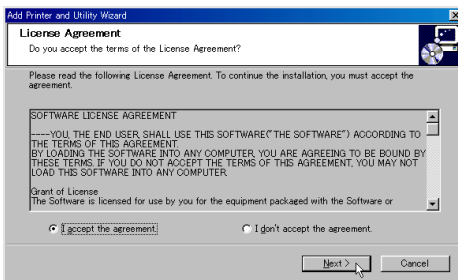 Add Printer and Utility Wizard
License Agreement
Do you accept the terms of the License Agreement?
Please read the following License Agreement. To continue the installation, you must accept the
agreement.
SOFTWARE LICENSE AGREEMENT
----YOU, THE END USER, SHALL USE THIS SOFTWARE("THE SOFTWARE") ACCORDING TO
THE TERMS OF THIS AGREEMENT.
BY LOADING THE SOFTWARE INTO ANY COMPUTER, YOU ARE AGREEING TO BE BOUND BY
THESE TERMS. IF YOU DO NOT ACCEPT THE TERMS OF THIS AGREEMENT, YOU MAY NOT
LOAD THIS SOFTWARE INTO ANY COMPUTER.
Grant of License
The Software is licensed for use by you for the equipment packaged with the Software or
I accept the agreement.
I don't accept the agreement.
Next >
Cancel